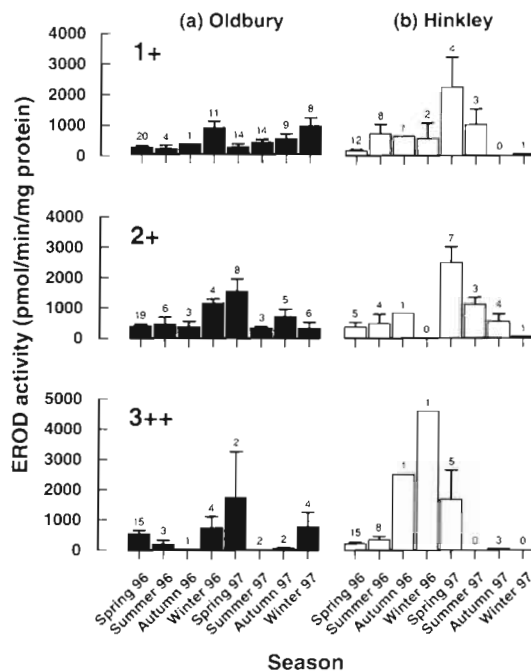 (a) Oldbury (b) Hinkley
1+
4000
3000
2000
1000
0
20 4 1 11 14 14 9 8
12 8 7 2 4 3 0 1
2+
4000
3000
2000
1000
0
19 6 3 4 8 3 5 6
5 4 1 0 7 3 4 1
3++
5000
4000
3000
2000
1000
0
15 3 1 4 2 2 2 4
15 8 1 1 5 0 3 0
EROD activity (pmol/min/mg protein)
Spring 96
Summer 96
Autumn 96
Winter 96
Spring 97
Summer 97
Autumn 97
Winter 97
Spring 96
Summer 96
Autumn 96
Winter 96
Spring 97
Summer 97
Autumn 97
Winter 97
Season